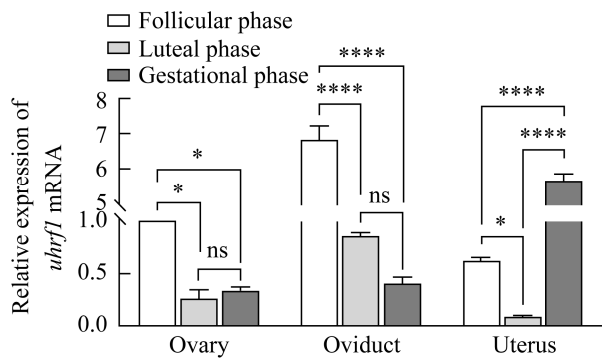 Follicular phase
Luteal phase
Gestational phase
Relative expression of
uhrf1 mRNA
8
7
6
5
1.0
0.5
0.0
*
*
ns
****
****
ns
****
****
*
Ovary
Oviduct
Uterus